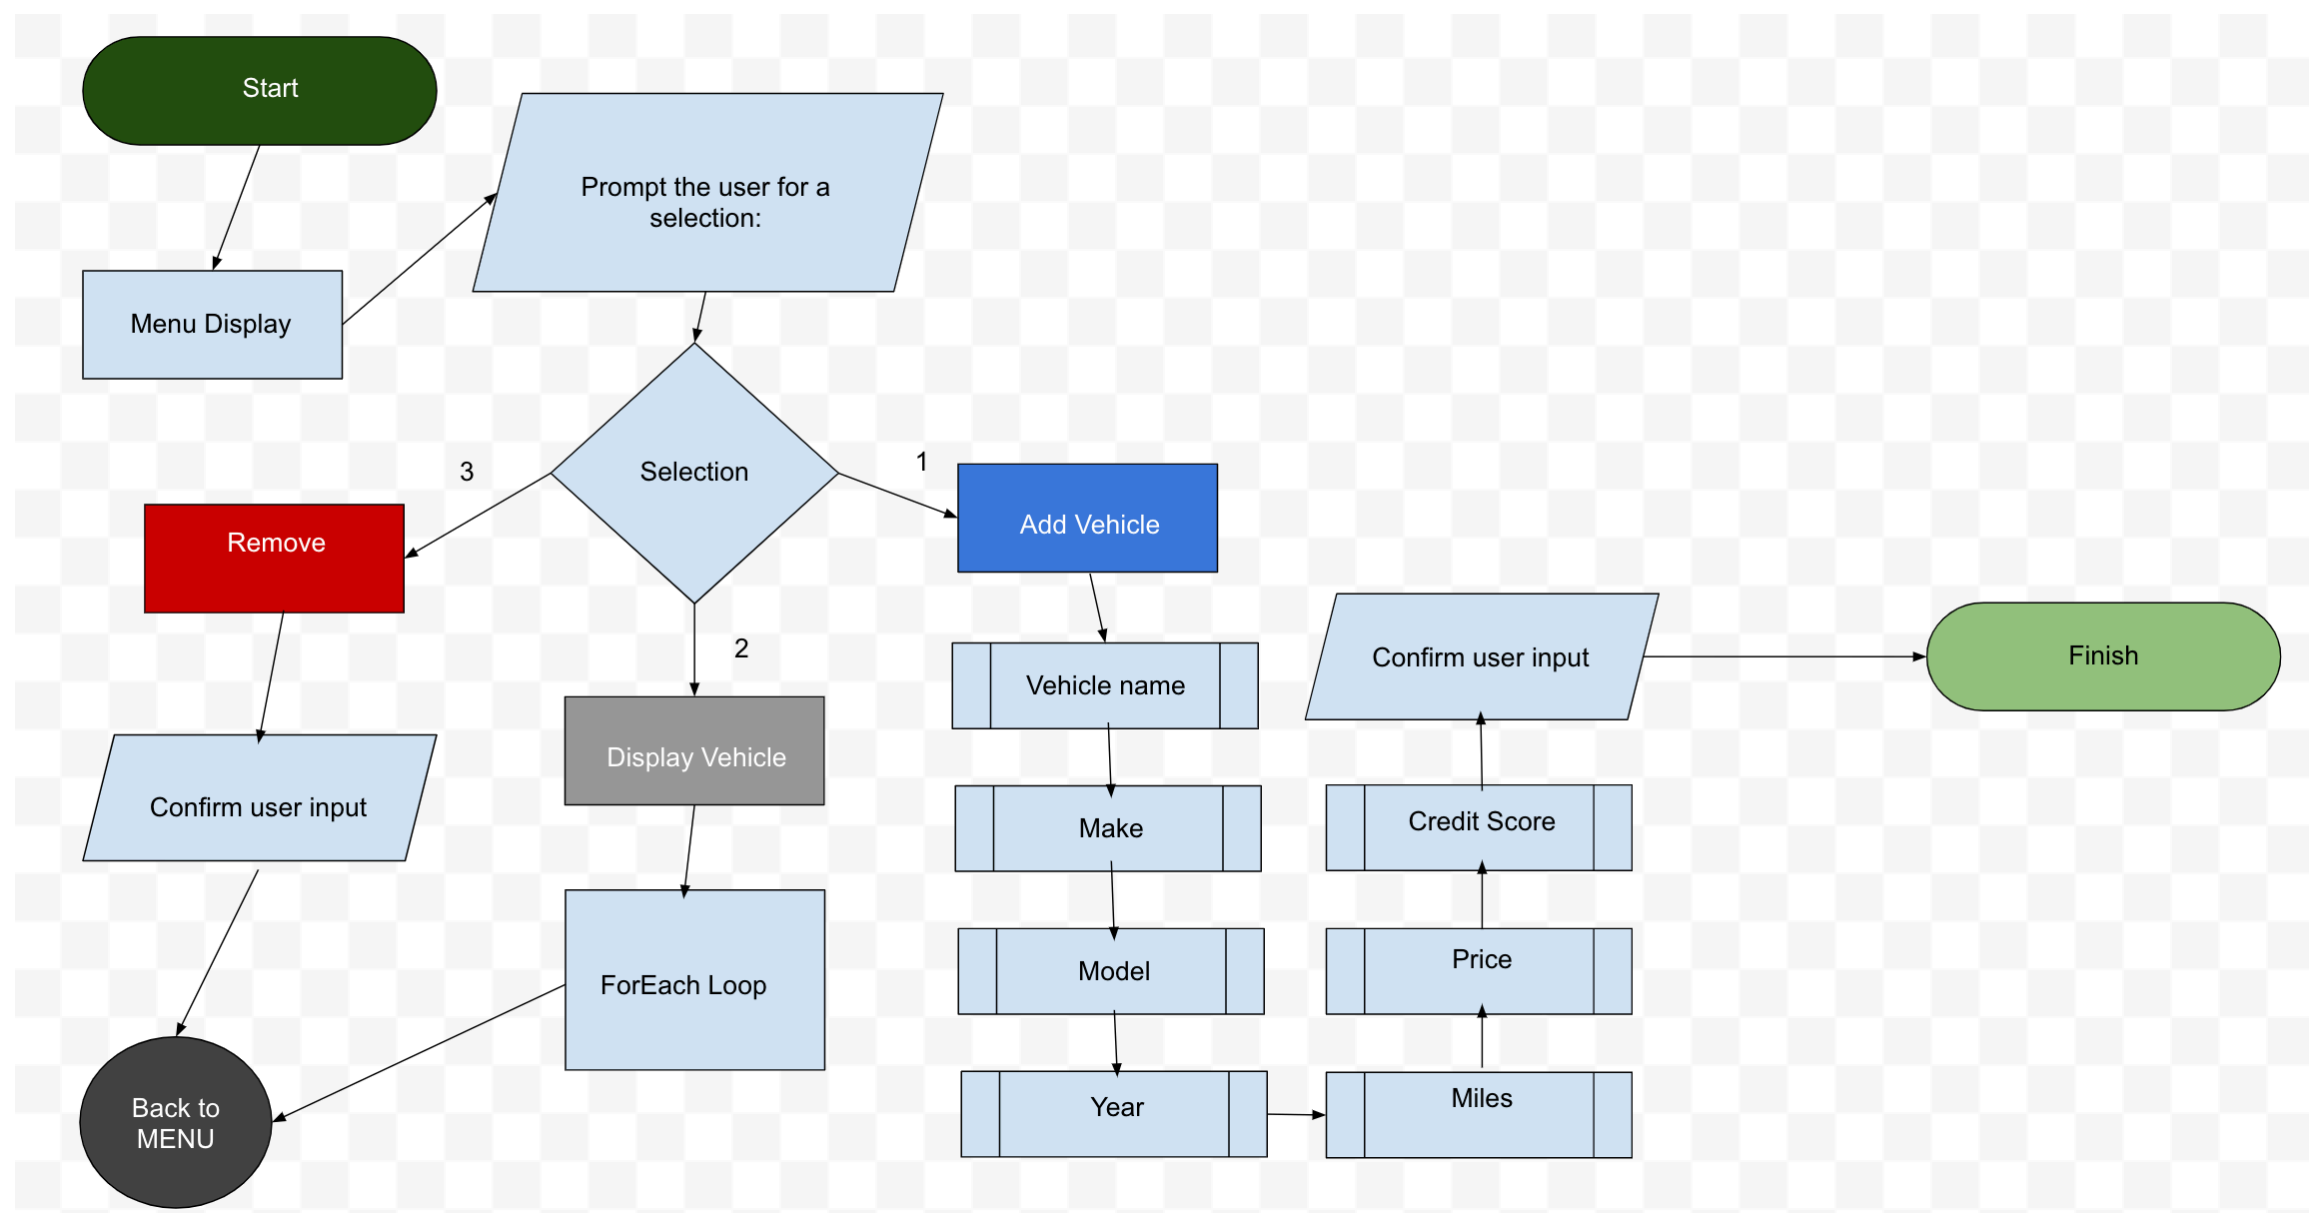 Start
Menu Display
Prompt the user for a
selection:
Selection
3
1
2
Remove
Confirm user input
Back to
MENU
Display Vehicle
ForEach Loop
Add Vehicle
Vehicle name
Make
Model
Year
Miles
Price
Credit Score
Confirm user input
Finish